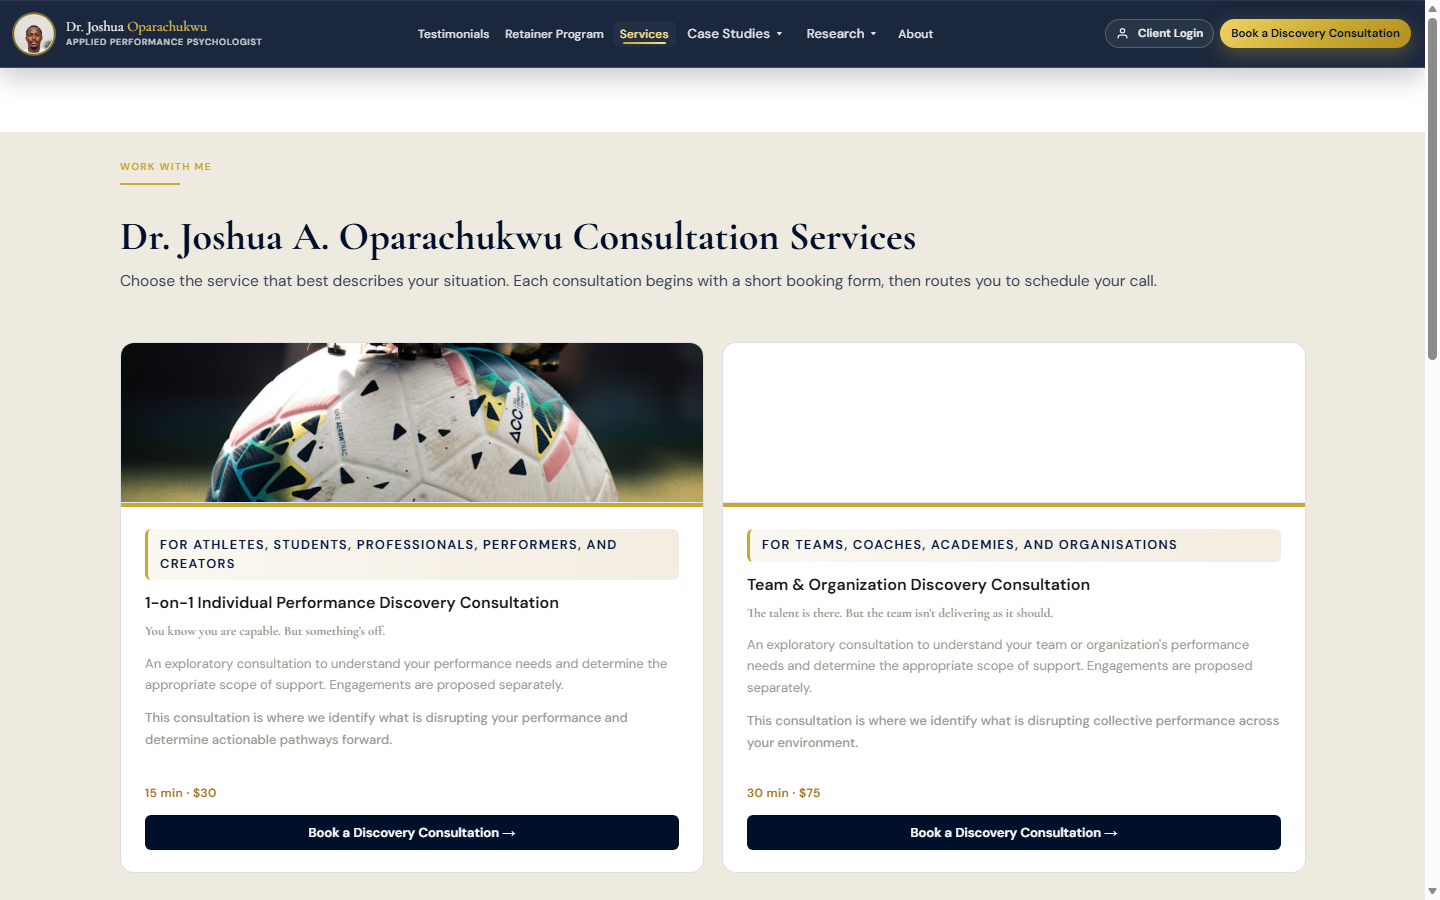 Dr. Joshua Oparachukwu
APPLIED PERFORMANCE PSYCHOLOGIST
Testimonials
Retainer Program
Services
Case Studies
Research
About
Client Login
Book a Discovery Consultation
WORK WITH ME
Dr. Joshua A. Oparachukwu Consultation Services
Choose the service that best describes your situation. Each consultation begins with a short booking form, then routes you to schedule your call.
ACC
FOR ATHLETES, STUDENTS, PROFESSIONALS, PERFORMERS, AND
CREATORS
1-on-1 Individual Performance Discovery Consultation
You know you are capable. But something's off.
An exploratory consultation to understand your performance needs and determine the
appropriate scope of support. Engagements are proposed separately.
This consultation is where we identify what is disrupting your performance and
determine actionable pathways forward.
15 min · $30
Book a Discovery Consultation →
FOR TEAMS, COACHES, ACADEMIES, AND ORGANISATIONS
Team & Organization Discovery Consultation
The talent is there. But the team isn't delivering as it should.
An exploratory consultation to understand your team or organization's performance
needs and determine the appropriate scope of support. Engagements are proposed
separately.
This consultation is where we identify what is disrupting collective performance across
your environment.
30 min · $75
Book a Discovery Consultation →